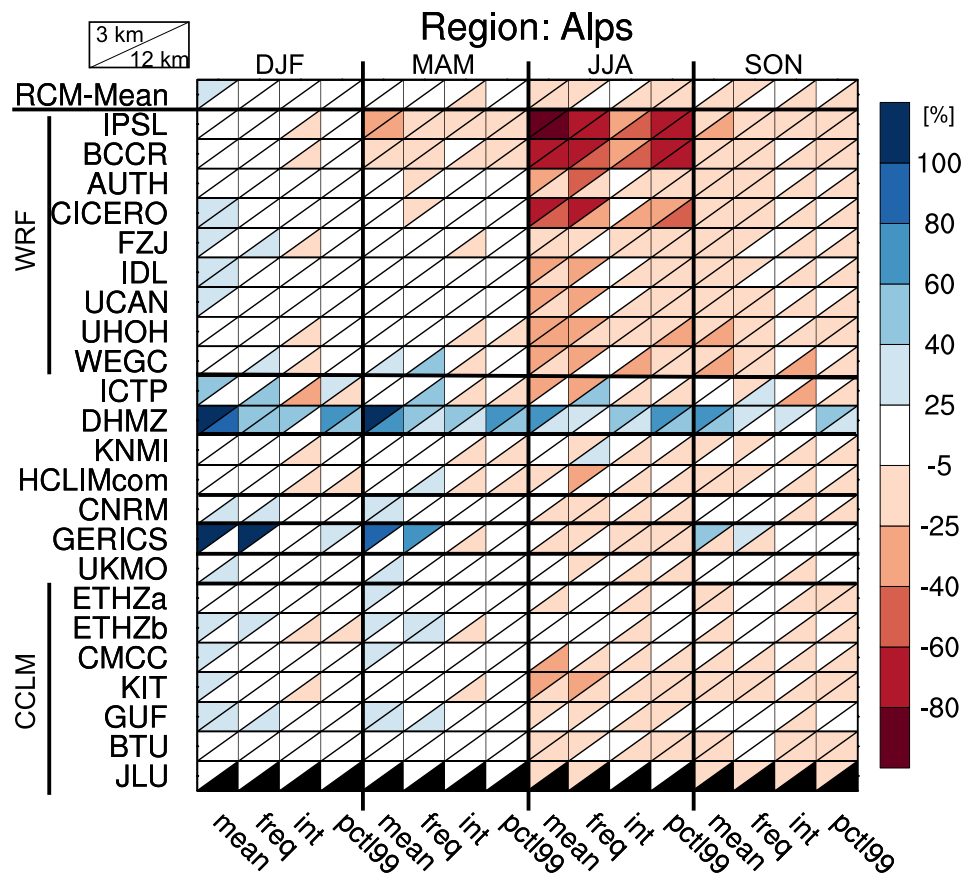 Region: Alps
3 km
12 km
DJF MAM JJA SON
RCM-Mean
IPSL
BCCR
AUTH
CICERO
FZJ
IDL
UCAN
UHOH
WEGC
ICTP
DHMZ
KNMI
HCLIMcom
CNRM
GERICS
UKMO
ETHZa
ETHZb
CMCC
KIT
GUF
BTU
JLU
WRF
CCLM
mean freq int pctl99 mean freq int pctl99 mean freq int pctl99 mean freq int pctl99
[%]
100
80
60
40
25
-5
-25
-40
-60
-80